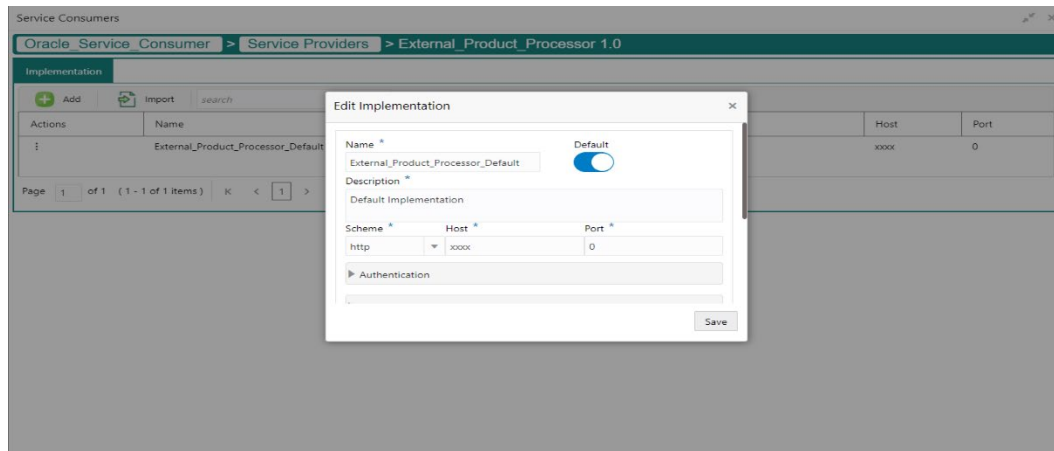 Service Consumers
Oracle_Service_Consumer > Service Providers > External_Product_Processor 1.0
Implementation
Add Import search
Actions Name Host Port
External_Product_Processor_Default xxxx 0
Page 1 of 1 (1 - 1 of 1 items) K < 1 >
Edit Implementation ×
Name * Default
External_Product_Processor_Default
Description *
Default Implementation
Scheme * Host * Port *
http xxxx 0
Authentication
Save